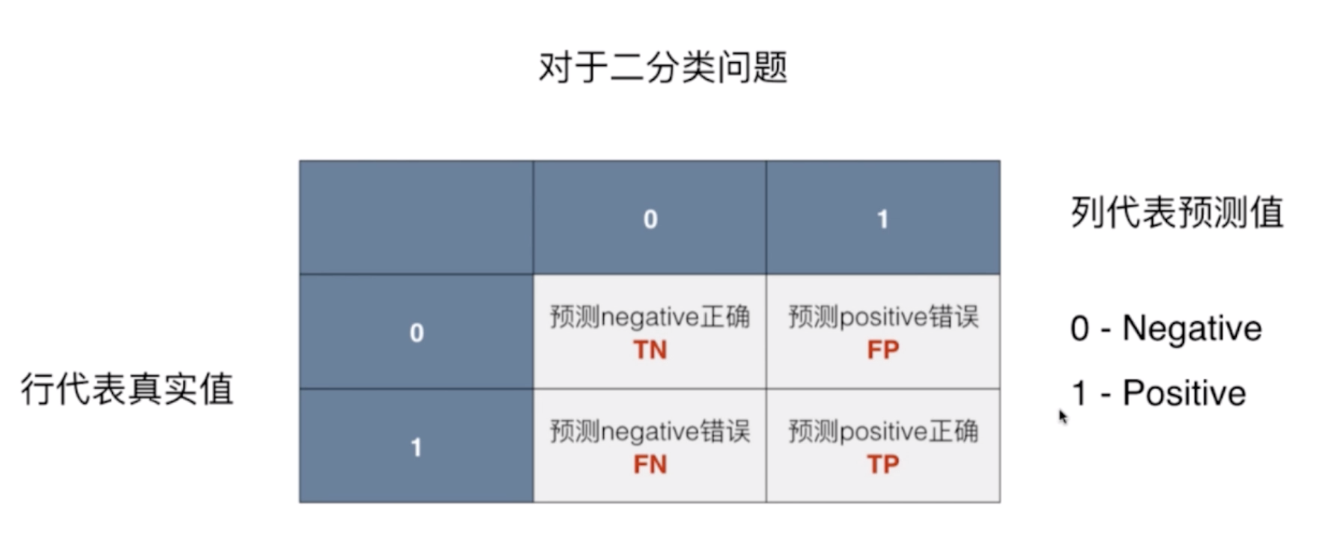 对于二分类问题
0
1
列代表预测值
0
预测negative正确
TN
预测positive错误
FP
0 - Negative
行代表真实值
1 - Positive
1
预测negative错误
FN
预测positive正确
TP